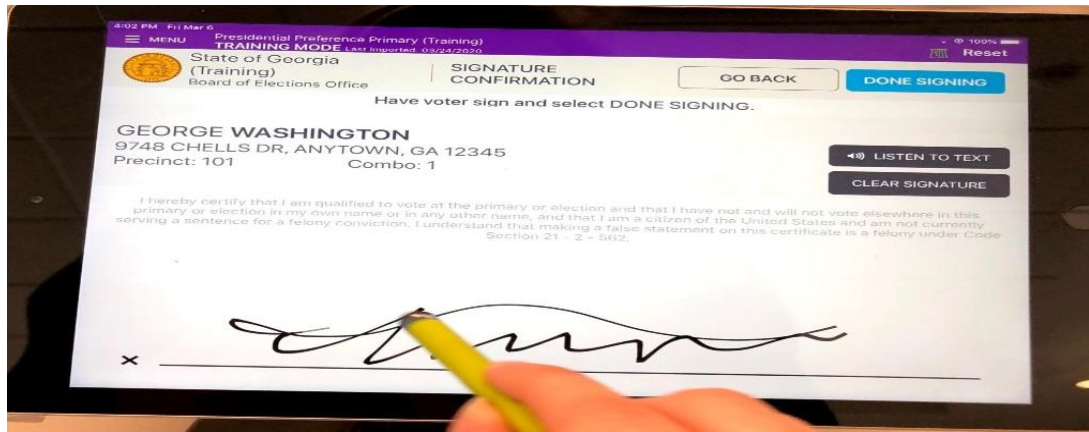 4:02 PM Fri Mar 6
100%
MENU
Presidential Preference Primary (Training)
TRAINING MODE Last Imported 03/24/2020
Reset
State of Georgia
(Training)
Board of Elections Office
SIGNATURE
CONFIRMATION
GO BACK
DONE SIGNING
Have voter sign and select DONE SIGNING.
GEORGE WASHINGTON
9748 CHELLS DR, ANYTOWN, GA 12345
Precinct: 101 Combo: 1
LISTEN TO TEXT
CLEAR SIGNATURE
I hereby certify that I am qualified to vote at the primary or election and that I have not and will not vote elsewhere in this
primary or election in my own name or in any other name, and that I am a citizen of the United States and am not currently
serving a sentence for a felony conviction. I understand that making a false statement on this certificate is a felony under Code
Section 21 - 2 - 562.
×